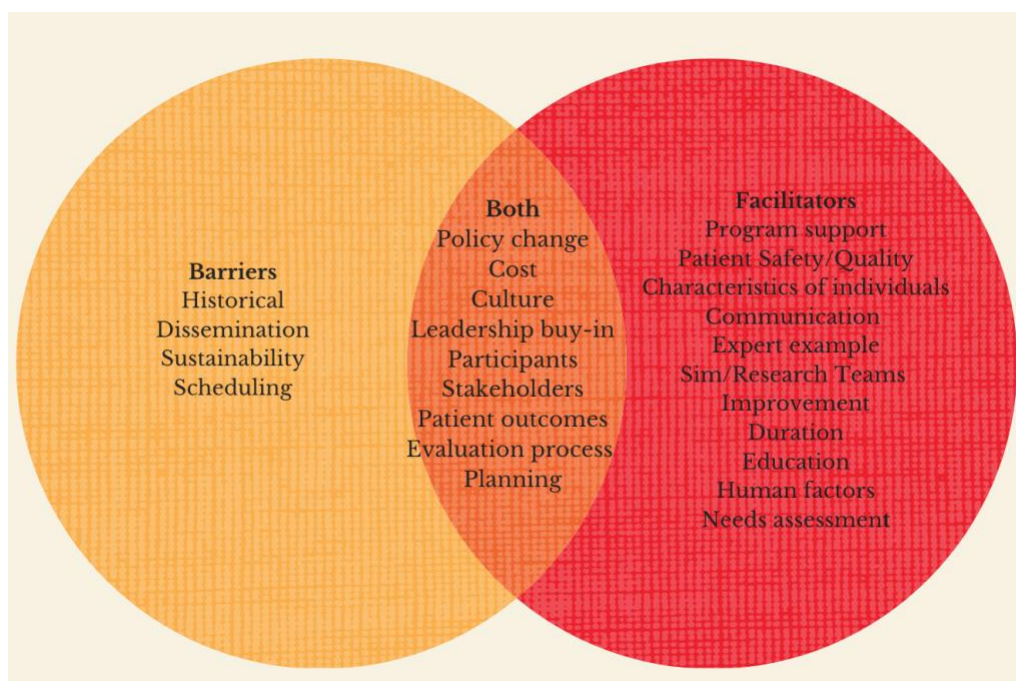 Barriers
Historical
Dissemination
Sustainability
Scheduling
Both
Policy change
Cost
Culture
Leadership buy-in
Participants
Stakeholders
Patient outcomes
Evaluation process
Planning
Facilitators
Program support
Patient Safety/Quality
Characteristics of individuals
Communication
Expert example
Sim/Research Teams
Improvement
Duration
Education
Human factors
Needs assessment